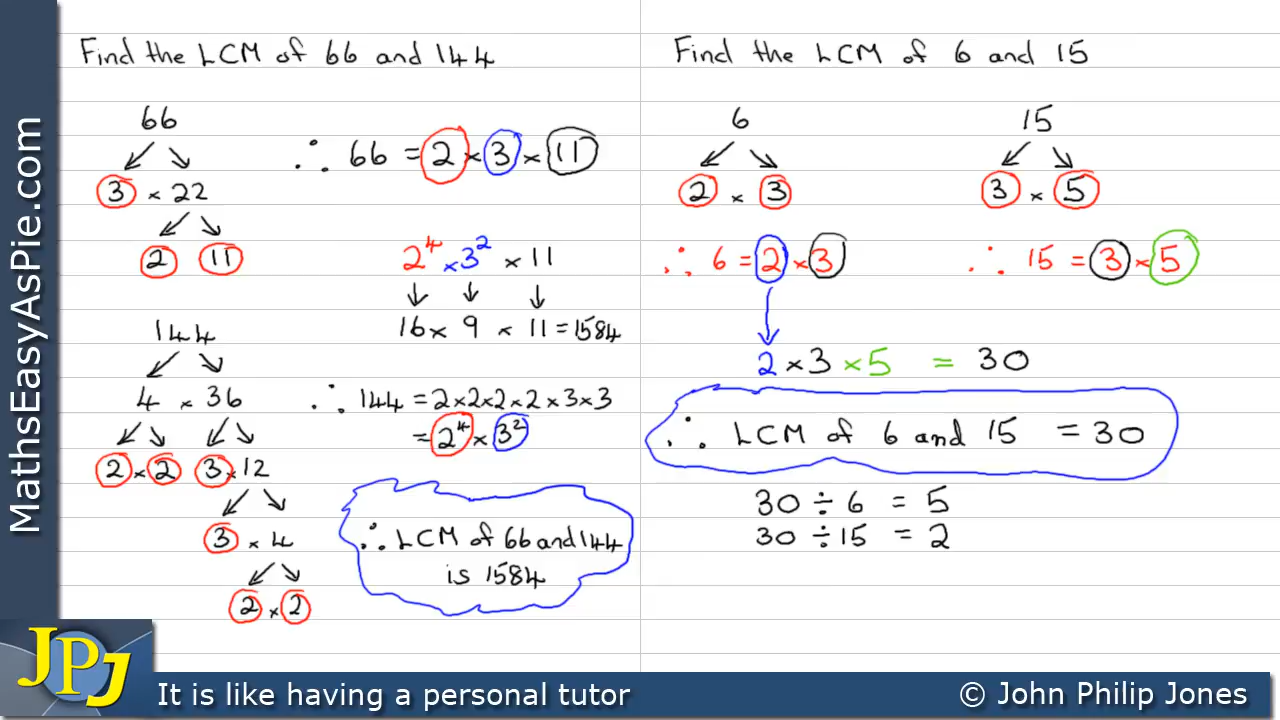 Find the LCM of 66 and 144
66
3 × 22
2 11
∴ 66 = 2 × 3 × 11
2⁴ × 3² × 11
16 × 9 × 11 = 1584
144
4 × 36
2 × 2 3 × 12
3 × 4
2 × 2
∴ 144 = 2 × 2 × 2 × 2 × 3 × 3
= 2⁴ × 3²
∴ LCM of 66 and 144
is 1584
Find the LCM of 6 and 15
6 15
2 × 3 3 × 5
∴ 6 = 2 × 3 ∴ 15 = 3 × 5
2 × 3 × 5 = 30
∴ LCM of 6 and 15 = 30
30 ÷ 6 = 5
30 ÷ 15 = 2
MathsEasyAsPie.com
JPJ
It is like having a personal tutor
© John Philip Jones